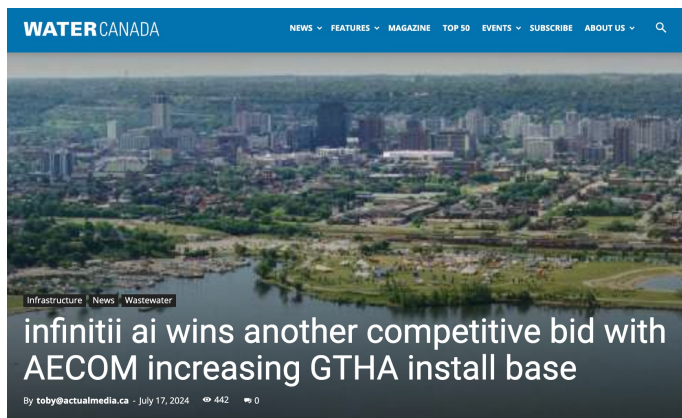 WATER CANADA
NEWS FEATURES MAGAZINE TOP 50 EVENTS SUBSCRIBE ABOUT US
Infrastructure News Wastewater
infinitii ai wins another competitive bid with
AECOM increasing GTHA install base
By toby@actualmedia.ca - July 17, 2024 442 0